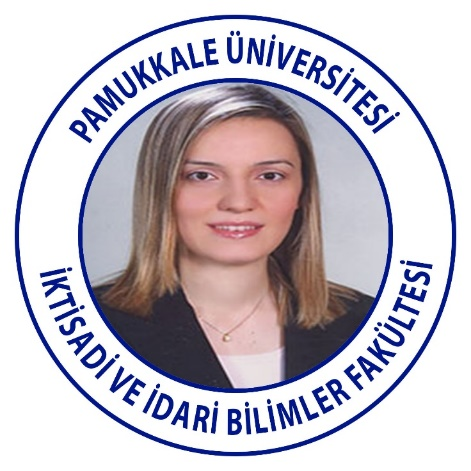 PAMUKKALE ÜNİVERSİTESİ
İKTİSADİ VE İDARİ BİLİMLER FAKÜLTESİ